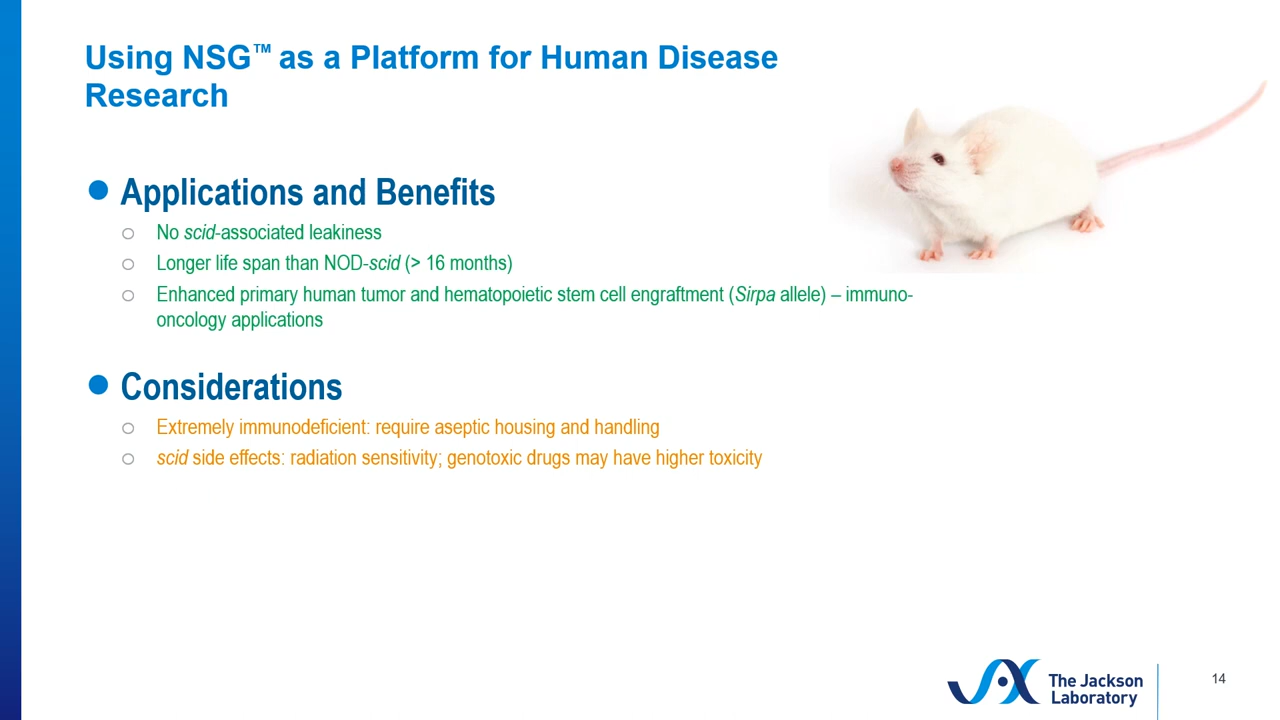 Using NSG™ as a Platform for Human Disease
Research
Applications and Benefits
No scid-associated leakiness
Longer life span than NOD-scid (> 16 months)
Enhanced primary human tumor and hematopoietic stem cell engraftment (Sirpa allele) – immuno-
oncology applications
Considerations
Extremely immunodeficient: require aseptic housing and handling
scid side effects: radiation sensitivity; genotoxic drugs may have higher toxicity
The Jackson
Laboratory
14